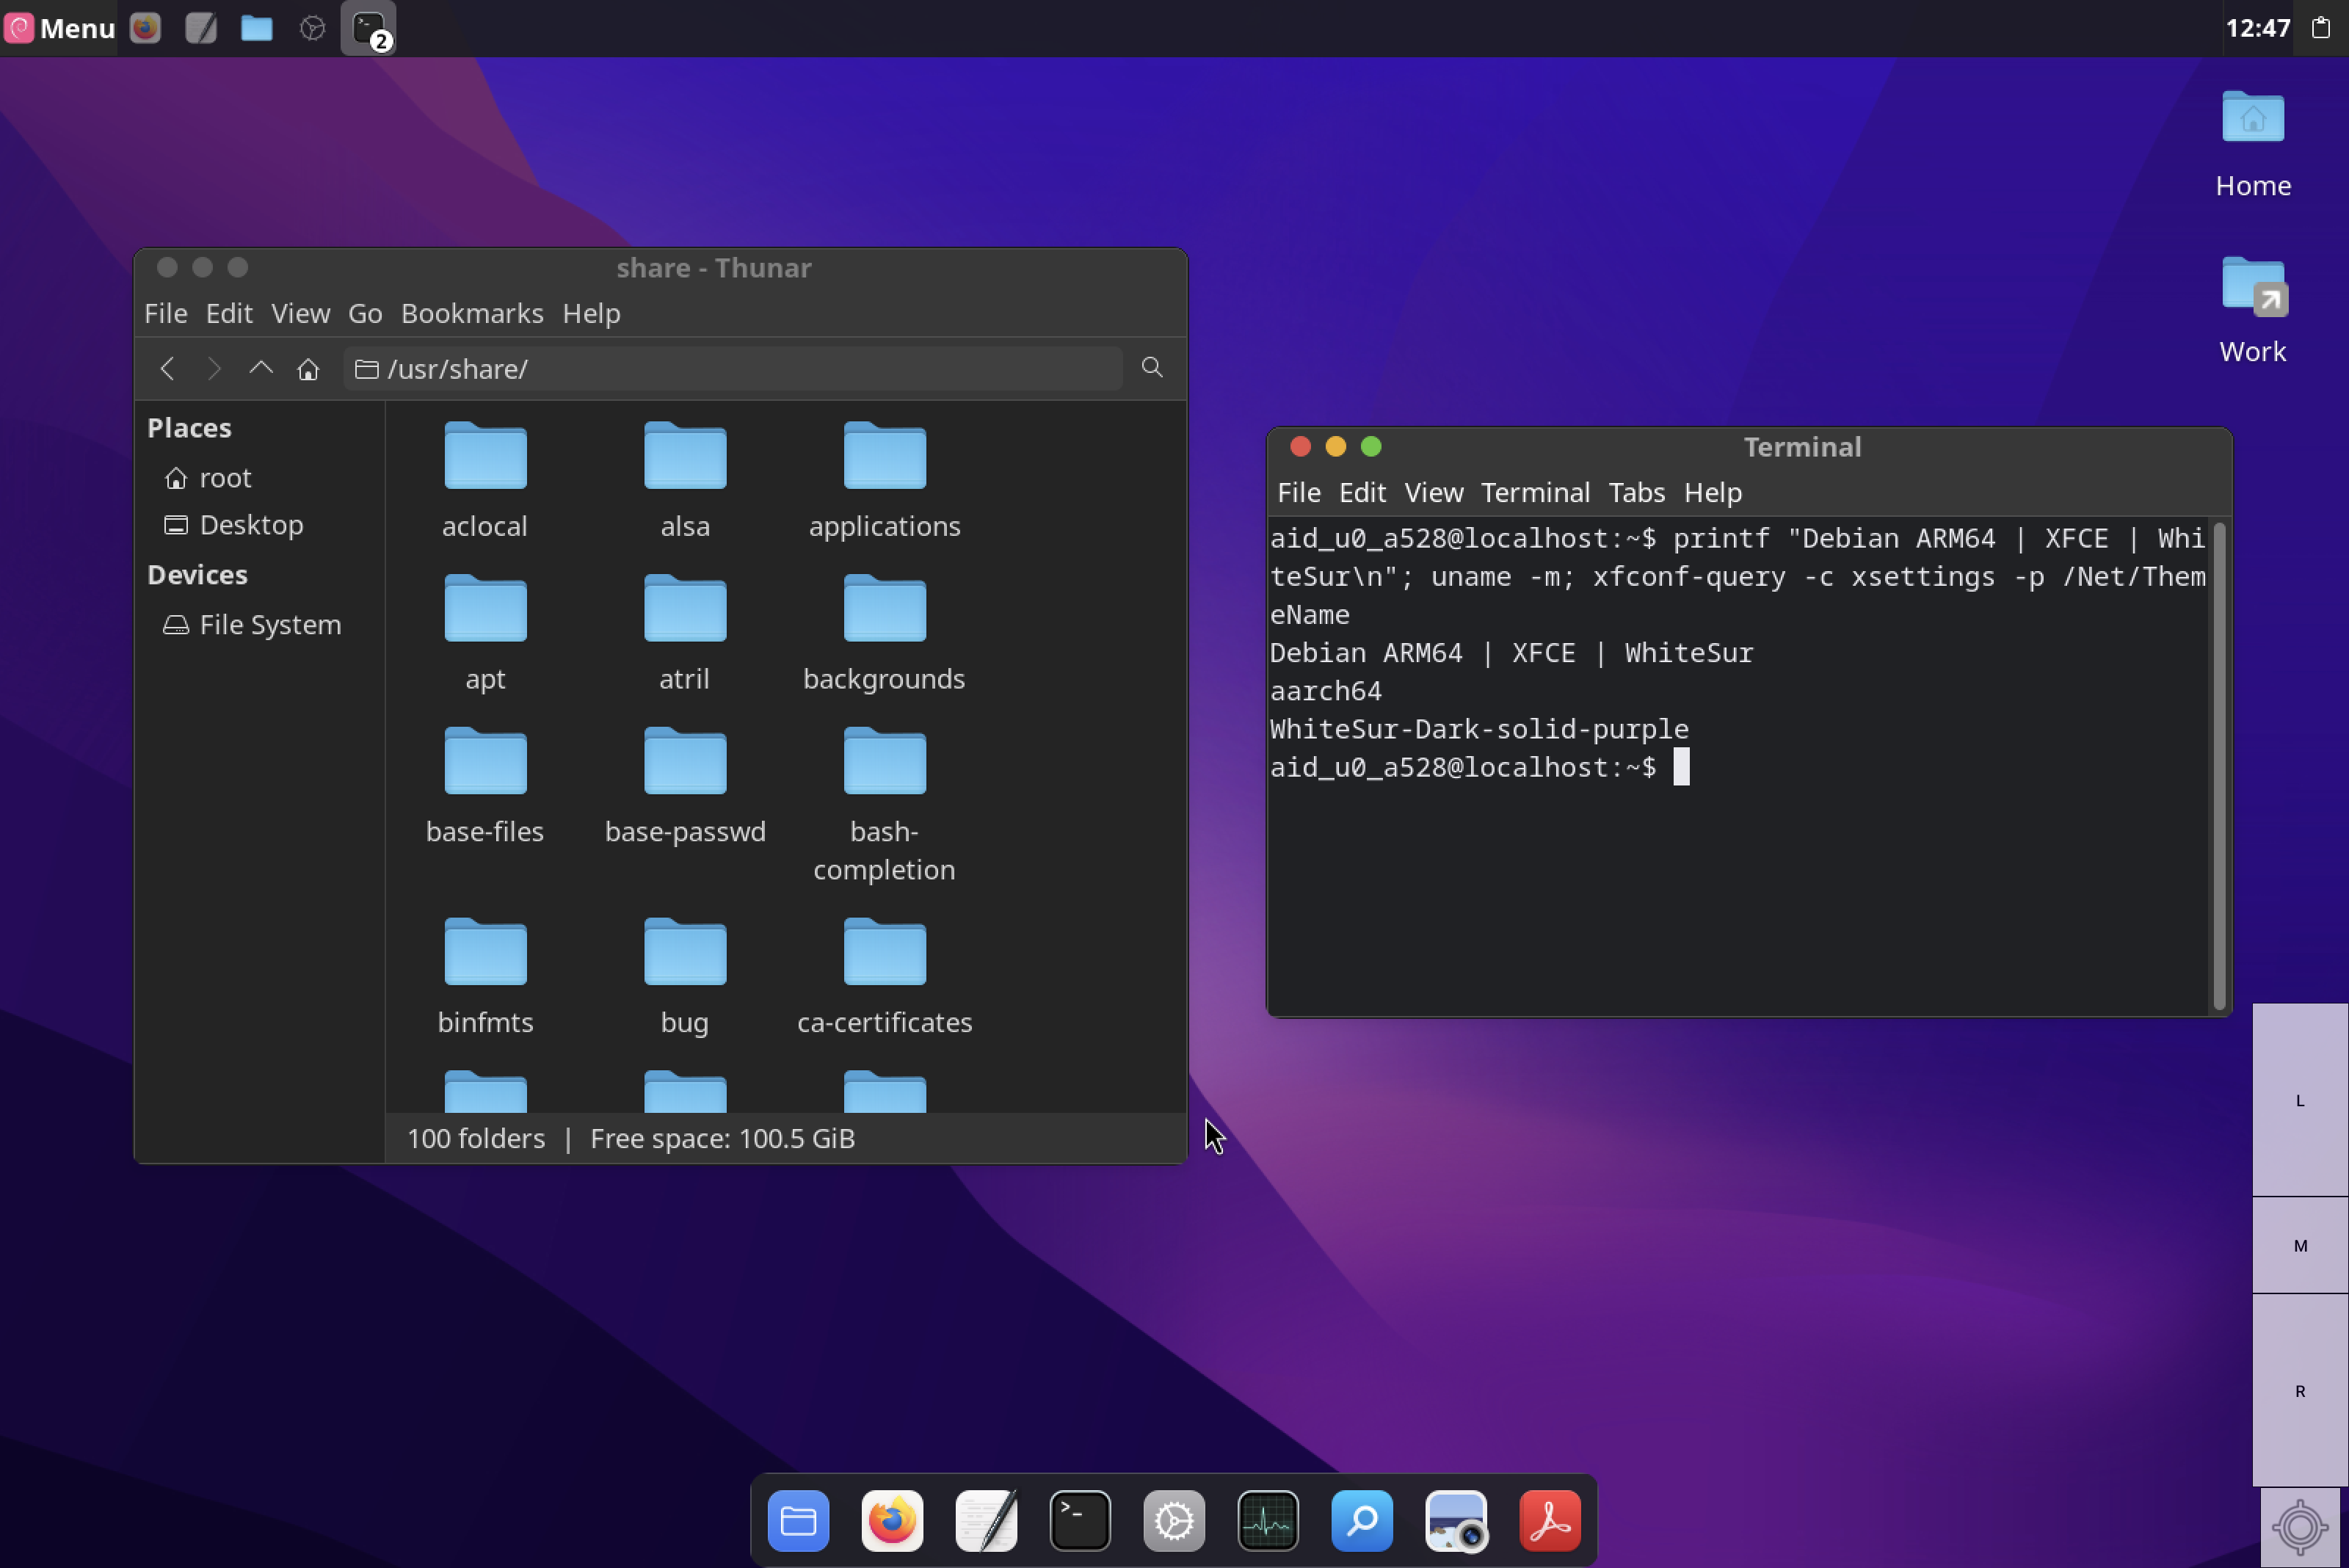 Menu
2
12:47
Home
Work
share - Thunar
File Edit View Go Bookmarks Help
/usr/share/
Places
root
Desktop
Devices
File System
aclocal alsa applications
apt atril backgrounds
base-files base-passwd bash-
completion
binfmts bug ca-certificates
100 folders | Free space: 100.5 GiB
Terminal
File Edit View Terminal Tabs Help
aid_u0_a528@localhost:~$ printf "Debian ARM64 | XFCE | Whi
teSur\n"; uname -m; xfconf-query -c xsettings -p /Net/Them
eName
Debian ARM64 | XFCE | WhiteSur
aarch64
WhiteSur-Dark-solid-purple
aid_u0_a528@localhost:~$
L
M
R